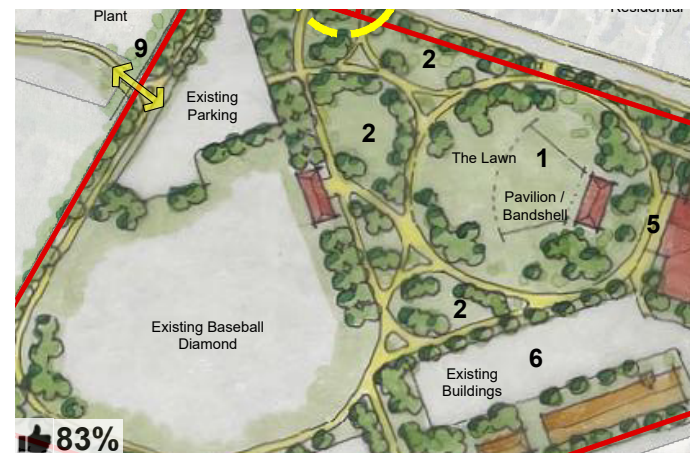 Plant
Residential
9
2
Existing
Parking
2
The Lawn
1
Pavilion /
Bandshell
5
2
Existing Baseball
Diamond
6
Existing
Buildings
83%